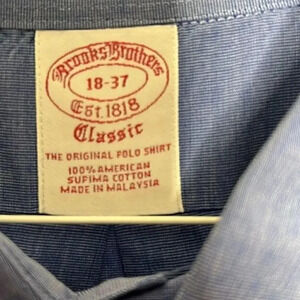 Brooks Brothers
18-37
Est. 1818
Classic
THE ORIGINAL POLO SHIRT
100% AMERICAN
SUPIMA COTTON
MADE IN MALAYSIA